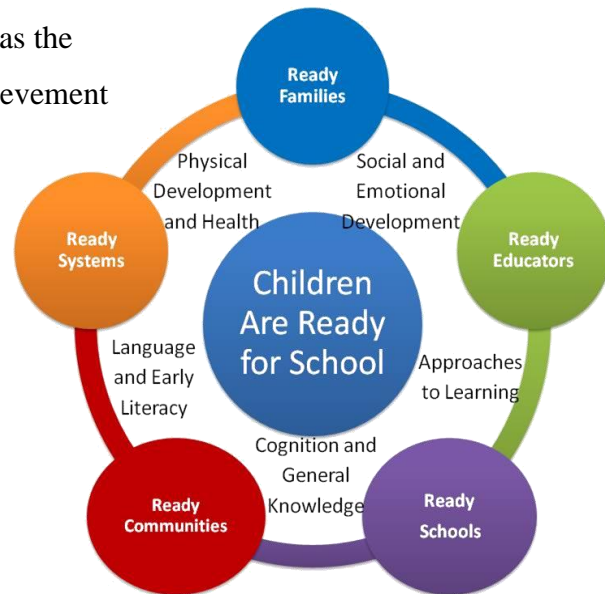 as the
evement
Ready
Families
Physical
Development
and Health
Social and
Emotional
Development
Ready
Systems
Ready
Educators
Children
Are Ready
for School
Language
and Early
Literacy
Approaches
to Learning
Cognition and
General
Knowledge
Ready
Communities
Ready
Schools